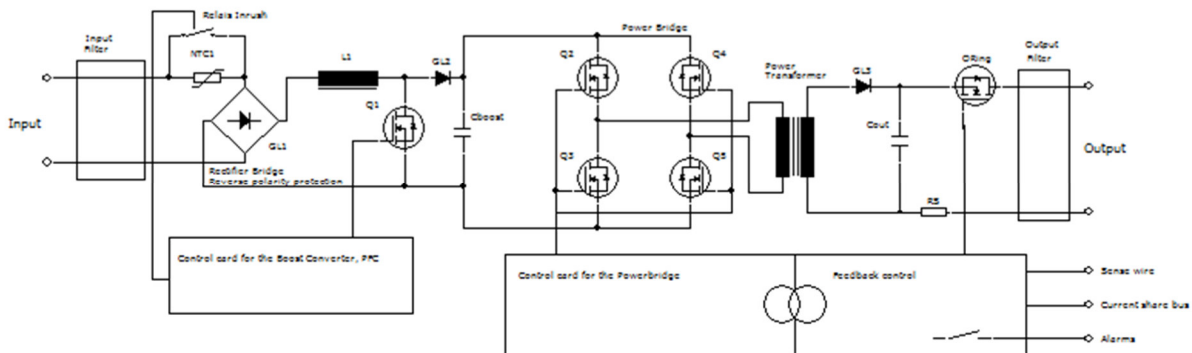 Relais Inrush
Input
Filter
NTC1
L1
GL2
Q1
Cboost
Input
GL1
Rectifier Bridge
Reverse polarity protection
Control card for the Boost Converter, PFC
Power Bridge
Q2
Q4
Q3
Q5
Power
Transformer
GL3
Cout
ORing
Output
Filter
Output
RS
Control card for the Powerbridge
Feedback control
Sense wire
Current share bus
Alarms